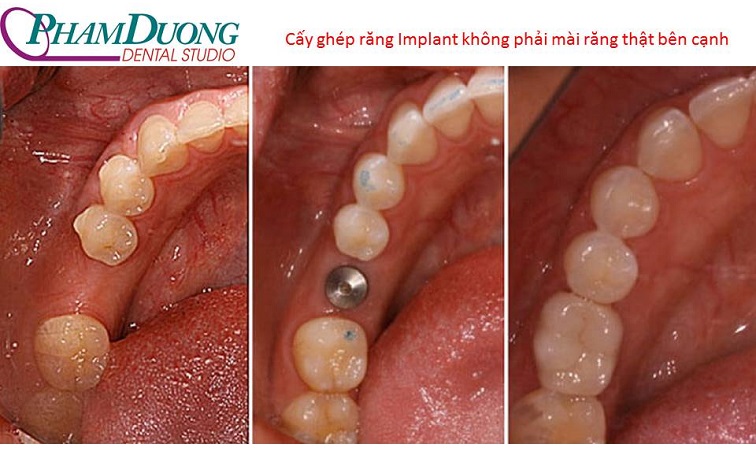 PHAMDUONG
DENTAL STUDIO
Cấy ghép răng Implant không phải mài răng thật bên cạnh